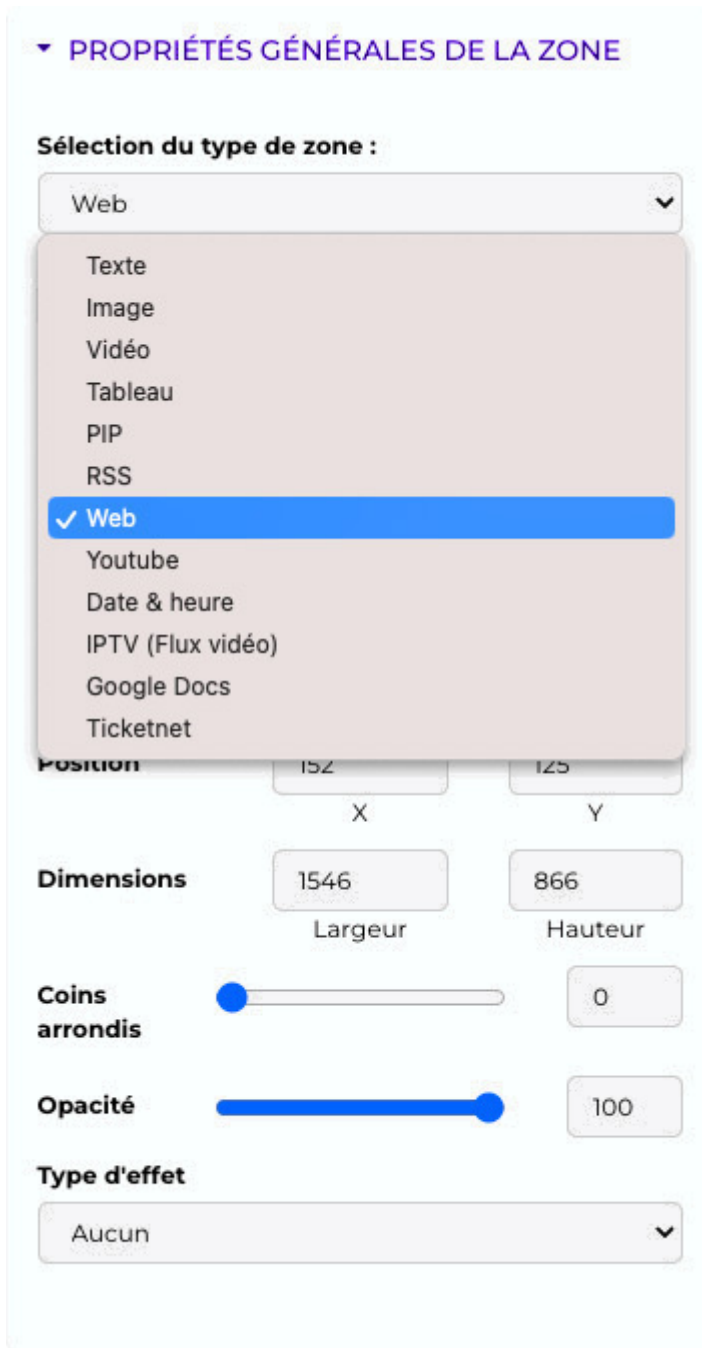 PROPRIÉTÉS GÉNÉRALES DE LA ZONE
Sélection du type de zone :
Web
Texte
Image
Vidéo
Tableau
PIP
RSS
Web
Youtube
Date & heure
IPTV (Flux vidéo)
Google Docs
Ticketnet
Position 152 125
X Y
Dimensions 1546 866
Largeur Hauteur
Coins arrondis 0
Opacité 100
Type d'effet
Aucun